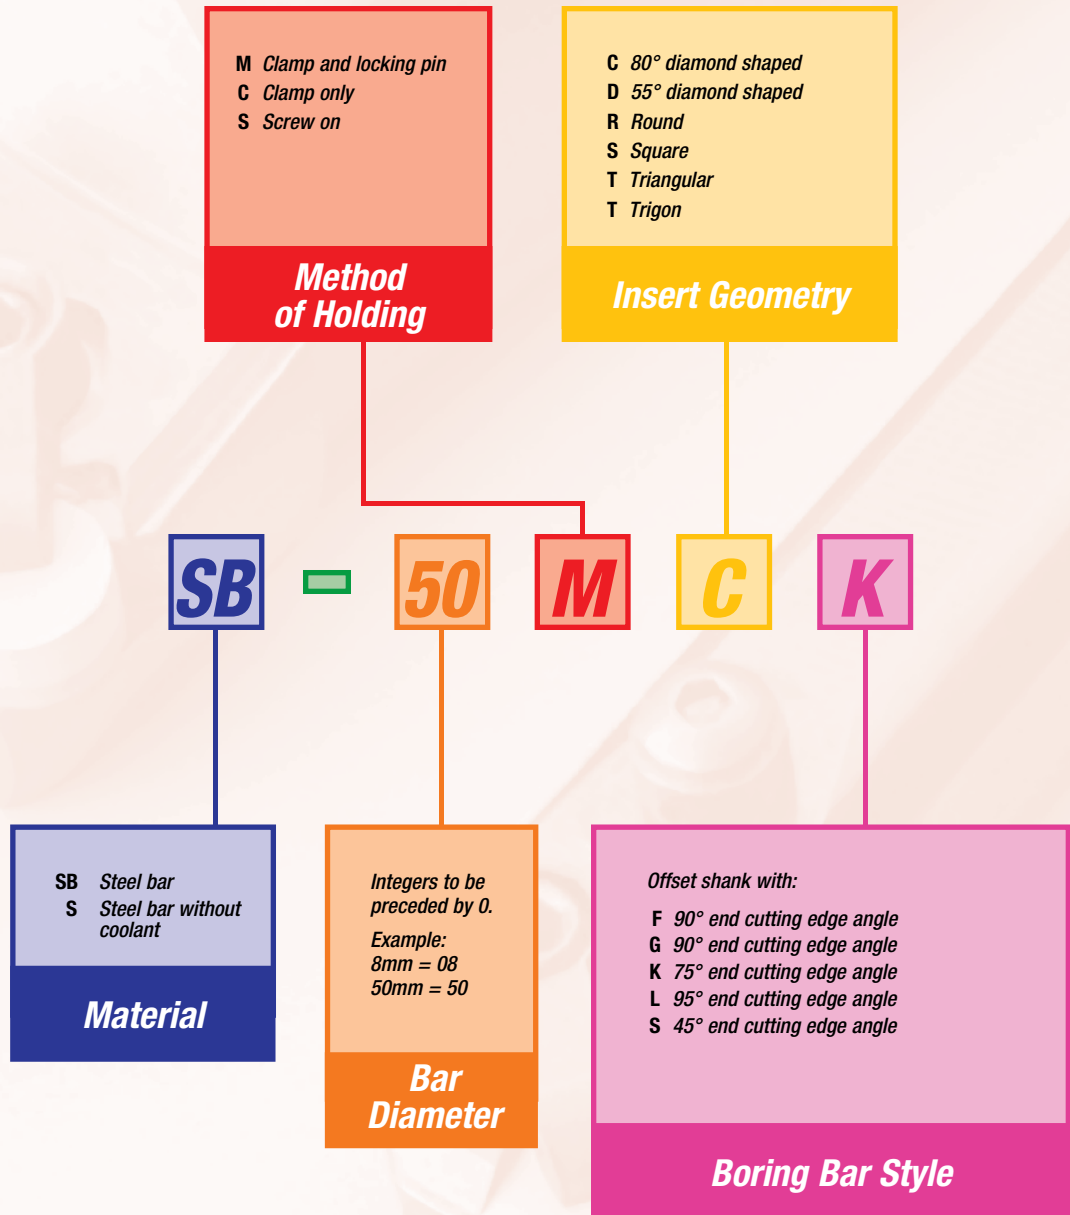 M Clamp and locking pin
C Clamp only
S Screw on
Method
of Holding
C 80° diamond shaped
D 55° diamond shaped
R Round
S Square
T Triangular
T Trigon
Insert Geometry
SB - 50 M C K
SB Steel bar
S Steel bar without
coolant
Material
Integers to be
preceded by 0.
Example:
8mm = 08
50mm = 50
Bar
Diameter
Offset shank with:
F 90° end cutting edge angle
G 90° end cutting edge angle
K 75° end cutting edge angle
L 95° end cutting edge angle
S 45° end cutting edge angle
Boring Bar Style